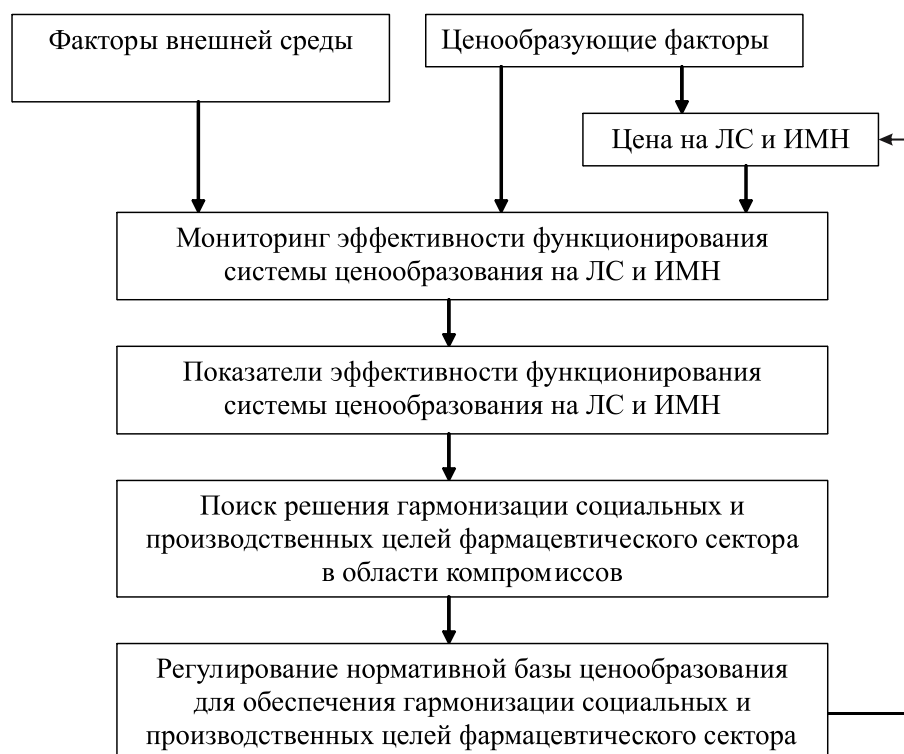 Факторы внешней среды
Ценообразующие факторы
Цена на ЛС и ИМН
Мониторинг эффективности функционирования
системы ценообразования на ЛС и ИМН
Показатели эффективности функционирования
системы ценообразования на ЛС и ИМН
Поиск решения гармонизации социальных и
производственных целей фармацевтического сектора
в области компромиссов
Регулирование нормативной базы ценообразования
для обеспечения гармонизации социальных и
производственных целей фармацевтического сектора